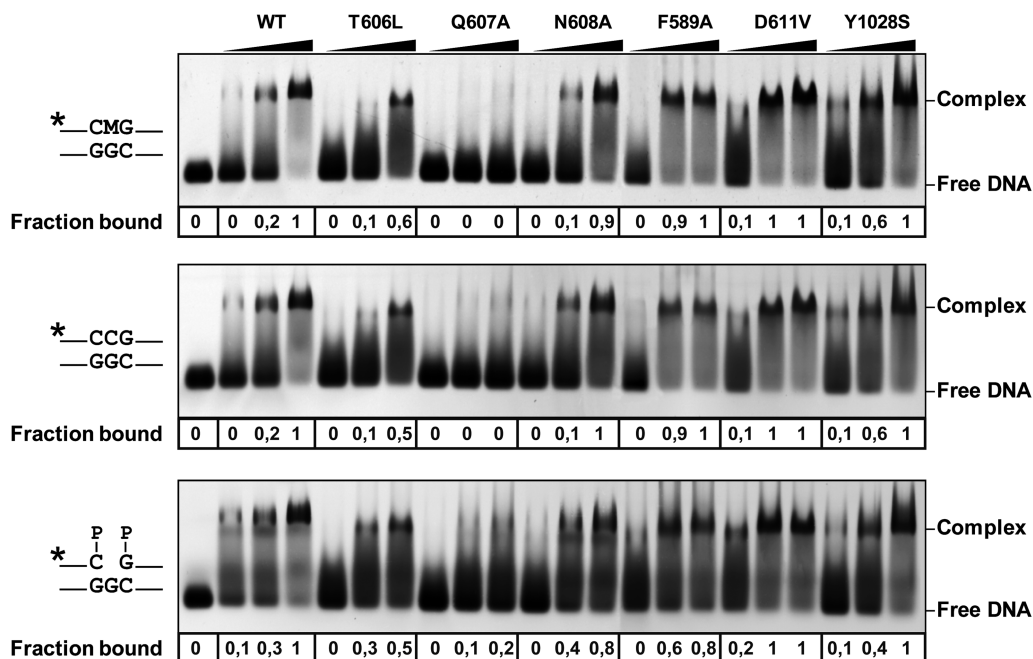 WT T606L Q607A N608A F589A D611V Y1028S
Complex
* CMG
GGC
Free DNA
Fraction bound 0 0 0,2 1 0 0,1 0,6 0 0 0 0 0,1 0,9 0 0,9 1 0,1 1 1 0,1 0,6 1
Complex
* CCG
GGC
Free DNA
Fraction bound 0 0 0,2 1 0 0,1 0,5 0 0 0 0 0,1 1 0 0,9 1 0,1 1 1 0,1 0,6 1
Complex
P P
* C G
GGC
Free DNA
Fraction bound 0 0,1 0,3 1 0 0,3 0,5 0 0,1 0,2 0 0,4 0,8 0 0,6 0,8 0,2 1 1 0 0,4 1